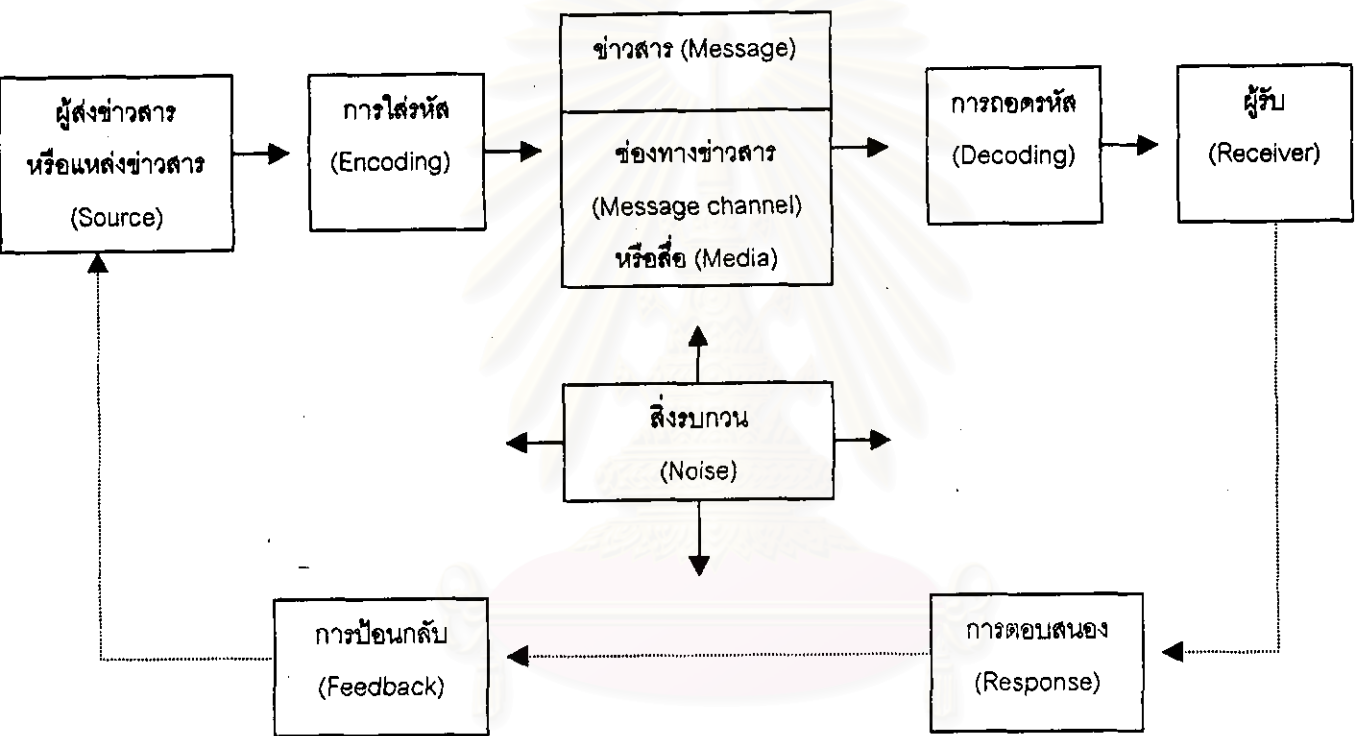 ผู้ส่งข่าวสาร
หรือแหล่งข่าวสาร
(Source)
การใส่รหัส
(Encoding)
ข่าวสาร (Message)
ช่องทางข่าวสาร
(Message channel)
หรือสื่อ (Media)
การถอดรหัส
(Decoding)
ผู้รับ
(Receiver)
สิ่งรบกวน
(Noise)
การป้อนกลับ
(Feedback)
การตอบสนอง
(Response)